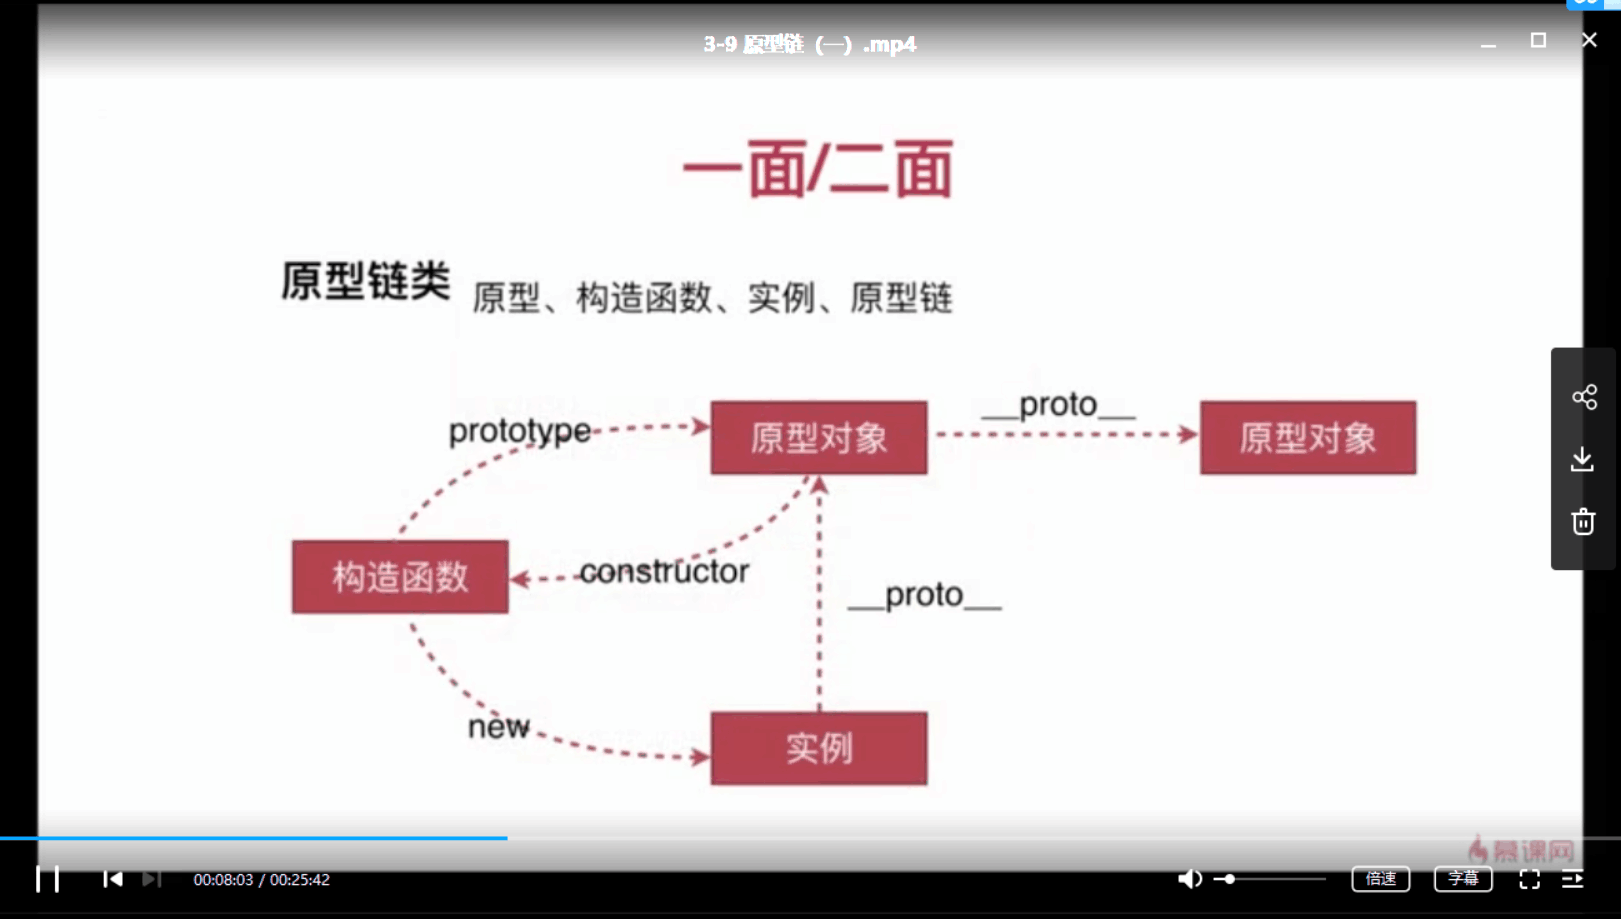 3-9 原型链（一）.mp4
一面/二面
原型链类 原型、构造函数、实例、原型链
prototype
原型对象
__proto__
原型对象
构造函数
constructor
__proto__
new
实例
慕课网
00:08:03 / 00:25:42
倍速
字幕